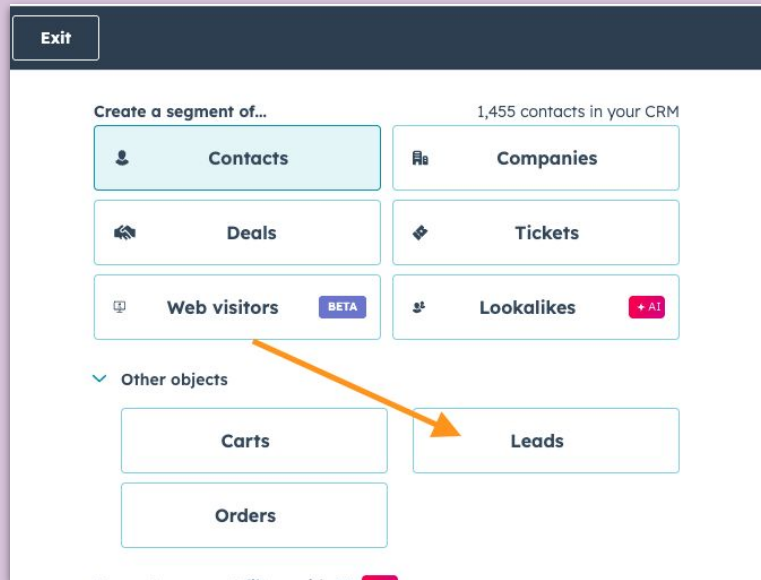 Exit
Create a segment of...
1,455 contacts in your CRM
Contacts
Companies
Deals
Tickets
Web visitors BETA
Lookalikes + AI
Other objects
Carts
Leads
Orders